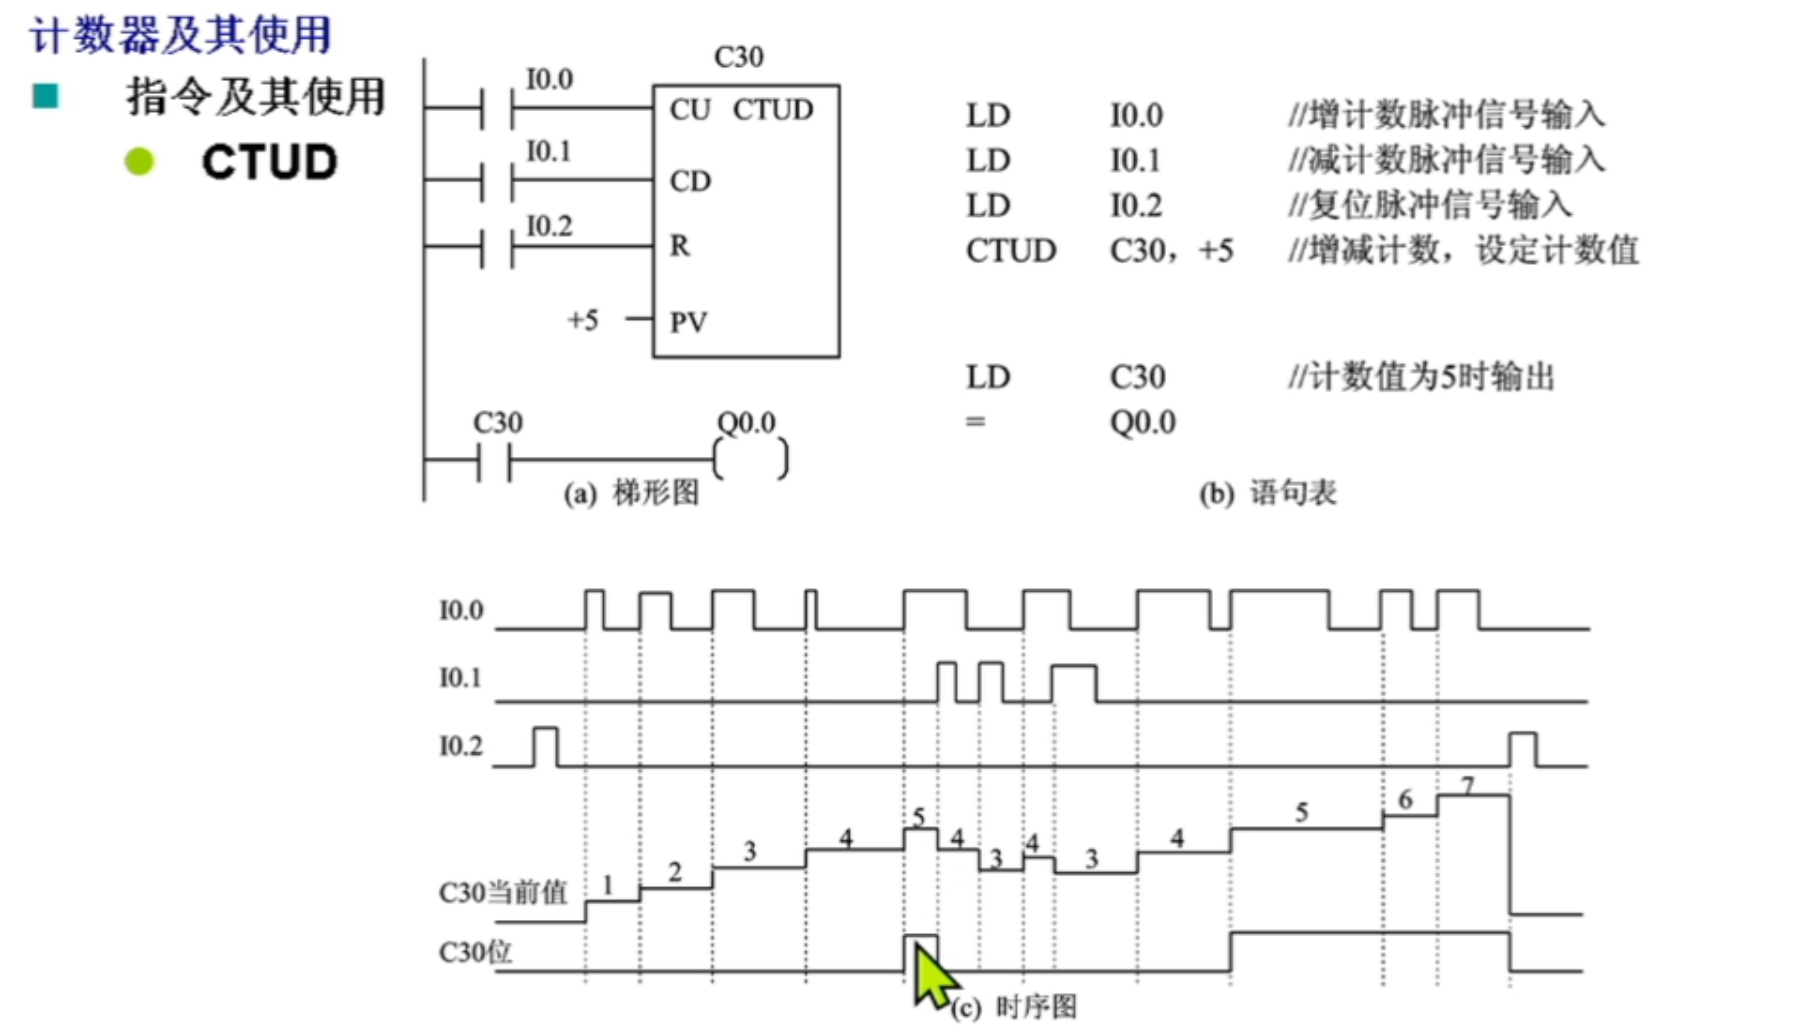 计数器及其使用
指令及其使用
CTUD
C30
I0.0
CU CTUD
I0.1
CD
I0.2
R
+5
PV
C30
Q0.0
(a) 梯形图
LD I0.0 //增计数脉冲信号输入
LD I0.1 //减计数脉冲信号输入
LD I0.2 //复位脉冲信号输入
CTUD C30，+5 //增减计数，设定计数值
LD C30 //计数值为5时输出
= Q0.0
(b) 语句表
I0.0
I0.1
I0.2
C30当前值
1 2 3 4 5 4 3 4 3 4 5 6 7
C30位
(c) 时序图